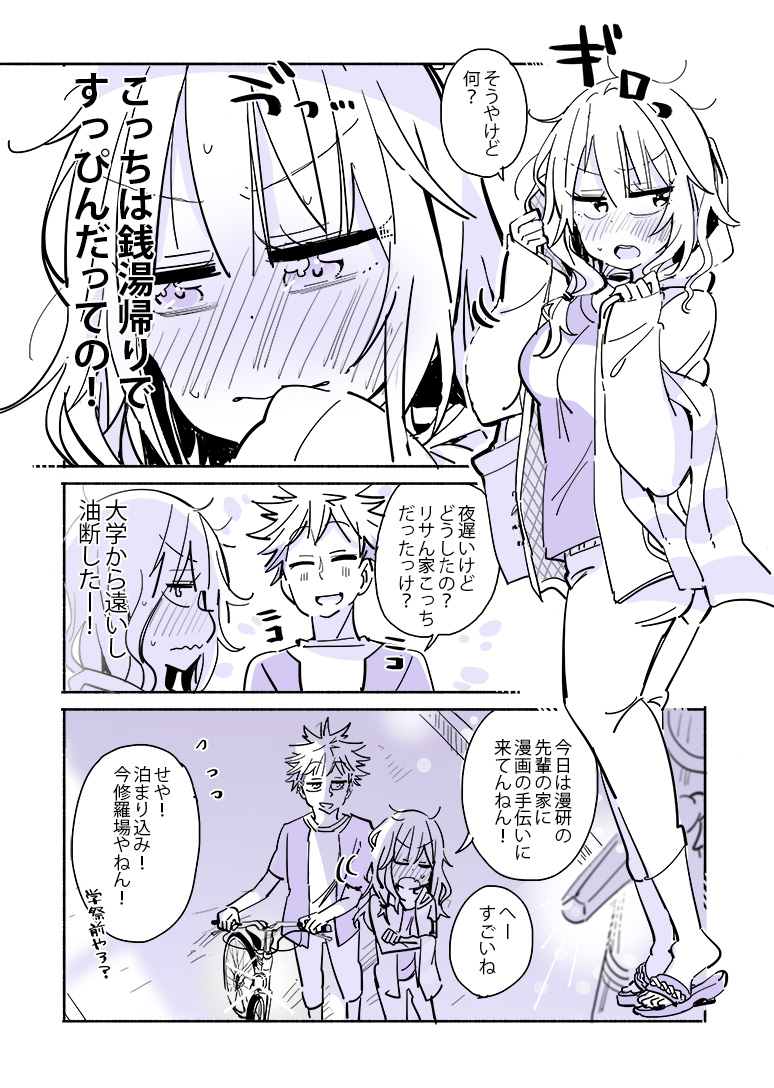 ギロっ
そうやけど
何？
づっ…
こっちは銭湯帰りで
すっぴんだっての！
夜遅いけど
どうしたの？
リサん家こっち
だったっけ？
ニコ
ニコ
大学から遠いし
油断したー！
今日は漫研の
先輩の家に
漫画の手伝いに
来てんねん！
へー
すごいね
せや！
泊まり込み！
今修羅場やねん！
学祭前やろ？